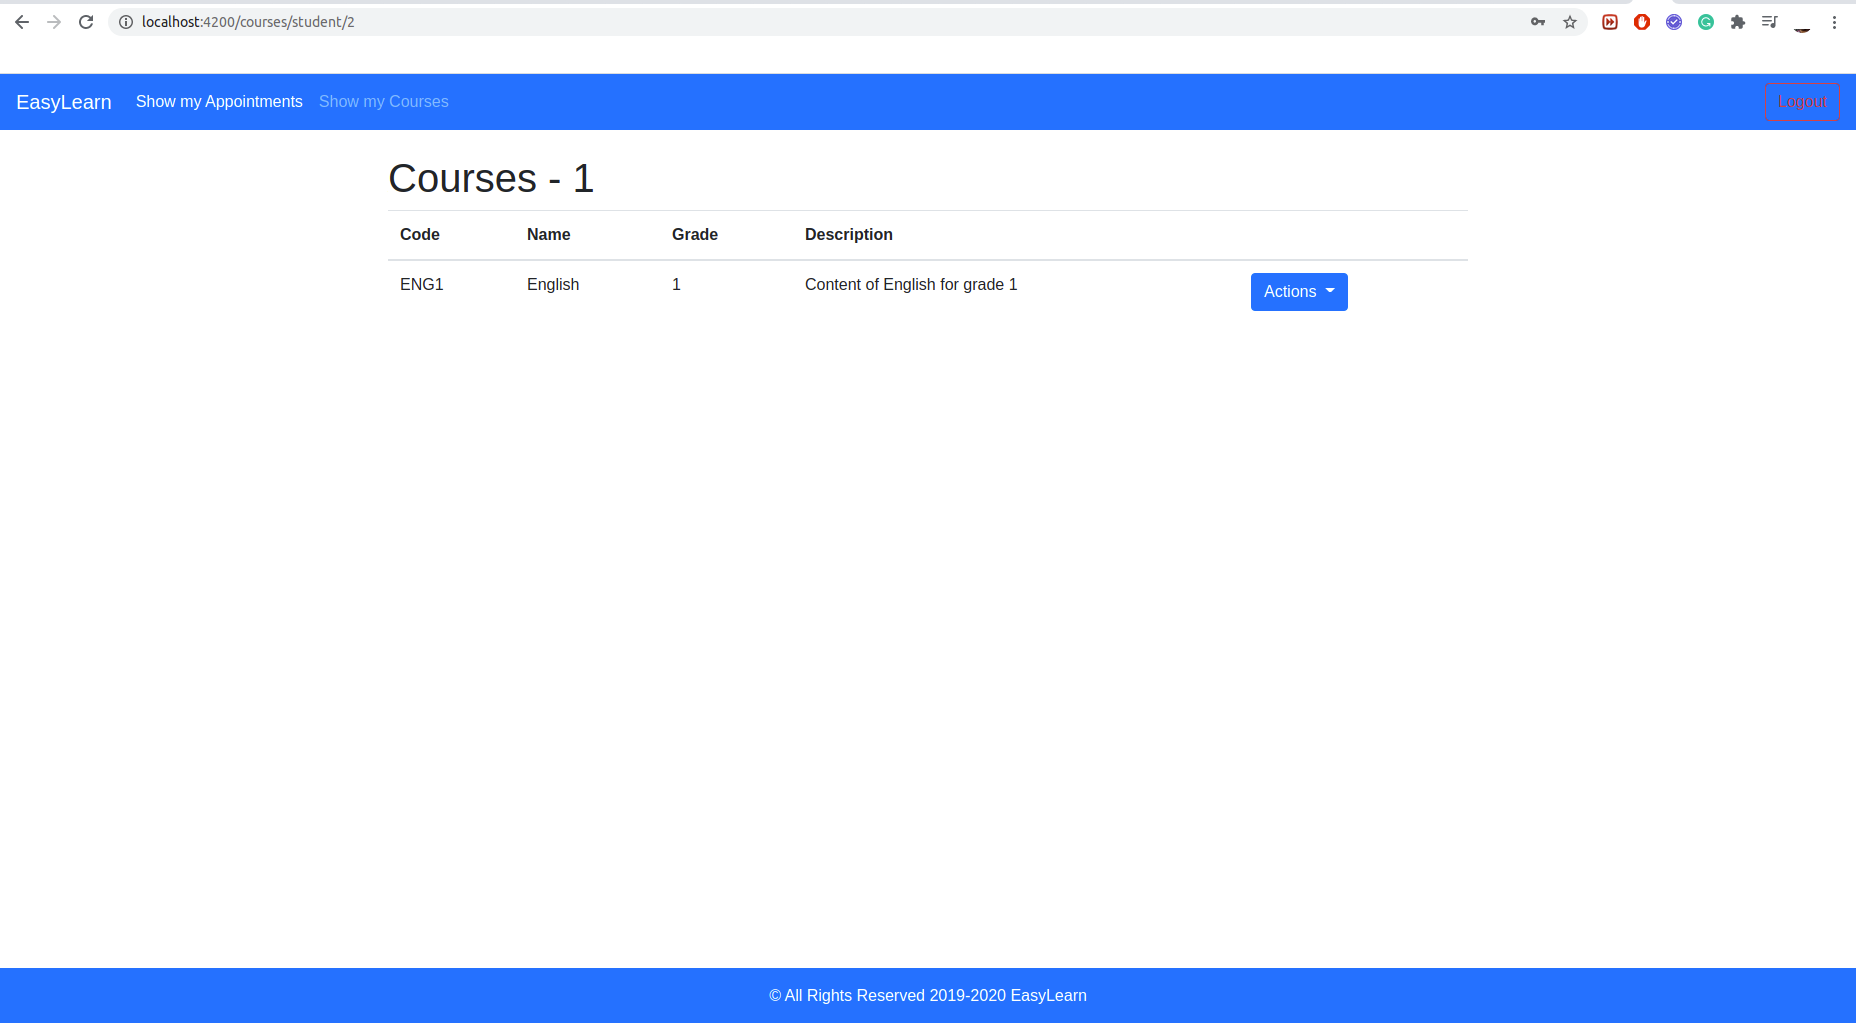 localhost:4200/courses/student/2
EasyLearn Show my Appointments Show my Courses Logout
Courses - 1
Code Name Grade Description
ENG1 English 1 Content of English for grade 1 Actions
© All Rights Reserved 2019-2020 EasyLearn